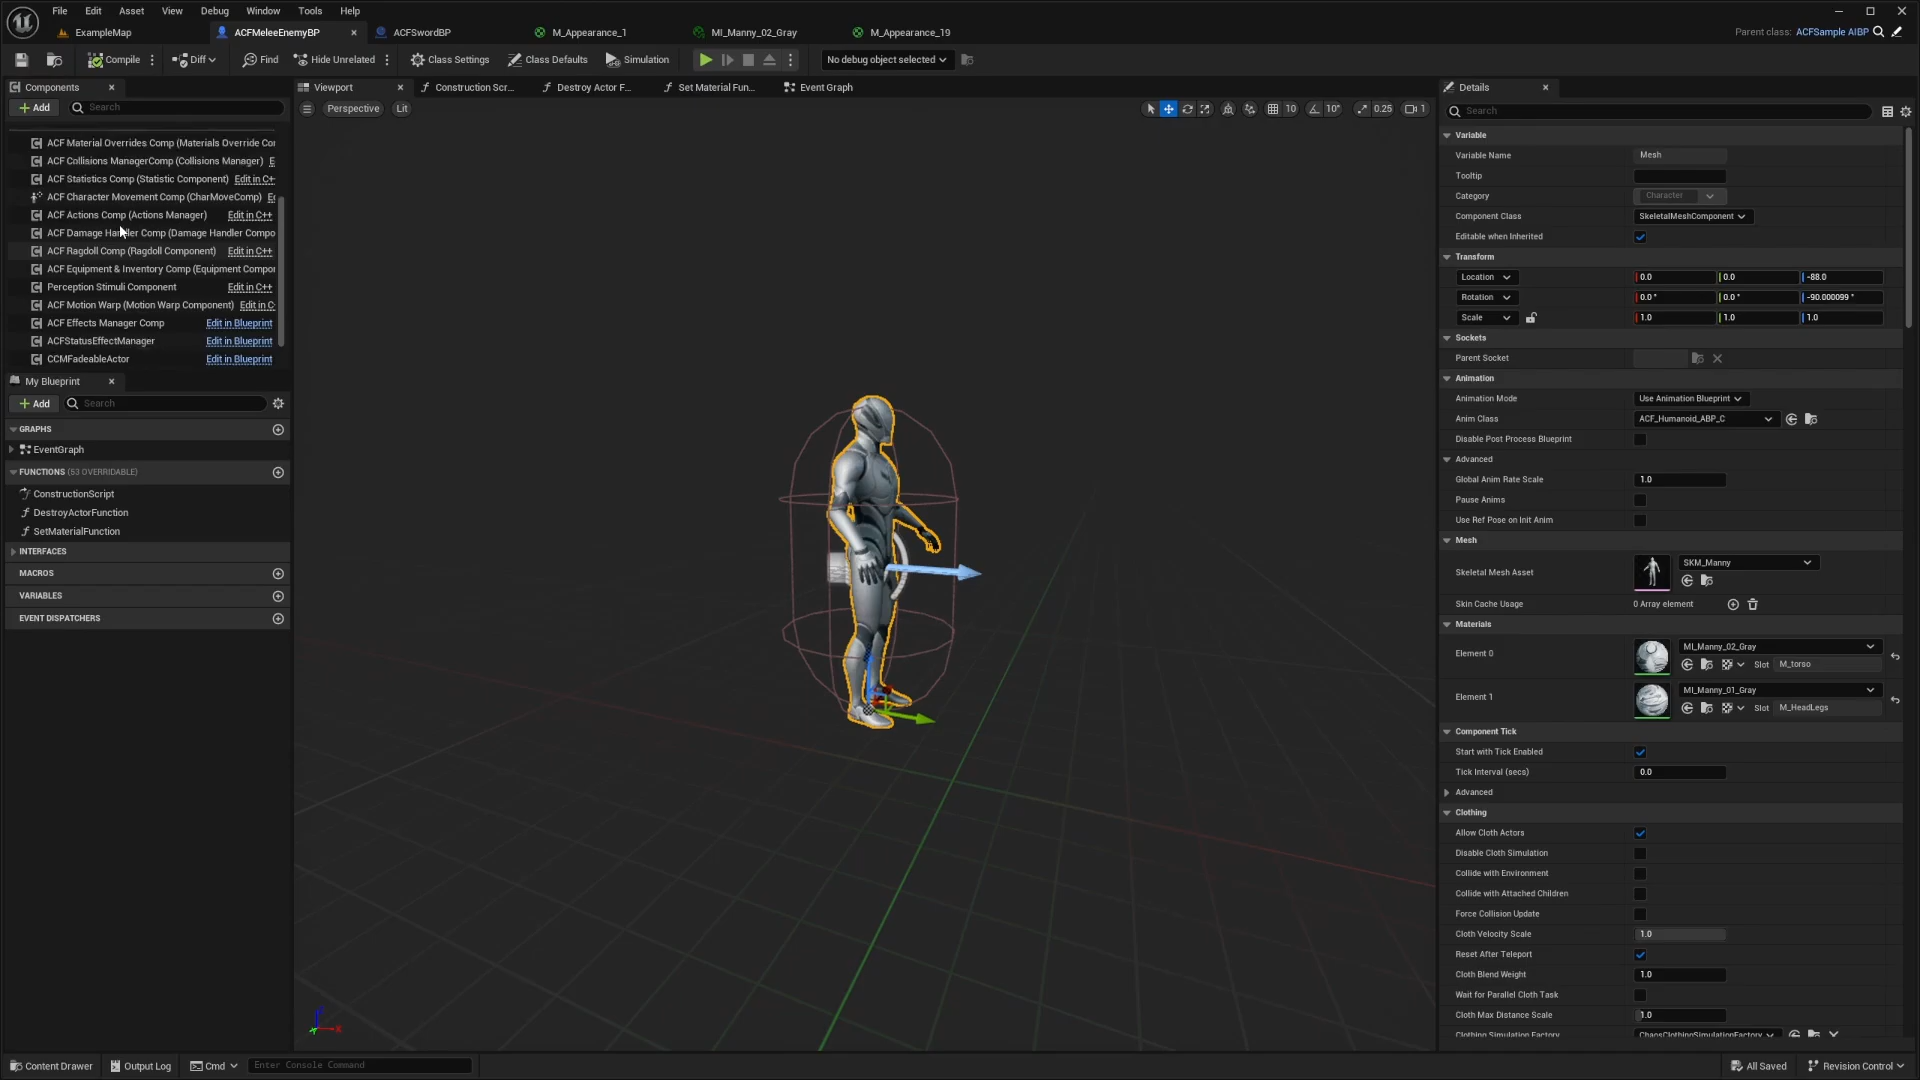 File Edit Asset View Debug Window Tools Help
ExampleMap ACFMeleeEnemyBP ACFSwordBP M_Appearance_1 MI_Manny_02_Gray M_Appearance_19 Parent class: ACFSample AIBP
Compile Diff Find Hide Unrelated Class Settings Class Defaults Simulation No debug object selected
Components
Add Search
ACF Material Overrides Comp (Materials Override Cor
ACF Collisions ManagerComp (Collisions Manager) E
ACF Statistics Comp (Statistic Component) Edit in C+
ACF Character Movement Comp (CharMoveComp) Ec
ACF Actions Comp (Actions Manager) Edit in C++
ACF Damage Handler Comp (Damage Handler Compo
ACF Ragdoll Comp (Ragdoll Component) Edit in C++
ACF Equipment & Inventory Comp (Equipment Compor
Perception Stimuli Component Edit in C++
ACF Motion Warp (Motion Warp Component) Edit in C
ACF Effects Manager Comp Edit in Blueprint
ACFStatusEffectManager Edit in Blueprint
CCMFadeableActor Edit in Blueprint
My Blueprint
Add Search
GRAPHS
EventGraph
FUNCTIONS (53 OVERRIDABLE)
ConstructionScript
DestroyActorFunction
SetMaterialFunction
INTERFACES
MACROS
VARIABLES
EVENT DISPATCHERS
Viewport Construction Scr... Destroy Actor F... Set Material Fun... Event Graph
Perspective Lit 10 10° 0.25 1
X
Details
Search
Variable
Variable Name Mesh
Tooltip
Category Character
Component Class SkeletalMeshComponent
Editable when Inherited
Transform
Location 0.0 0.0 -88.0
Rotation 0.0 ° 0.0 ° -90.000099 °
Scale 1.0 1.0 1.0
Sockets
Parent Socket
Animation
Animation Mode Use Animation Blueprint
Anim Class ACF_Humanoid_ABP_C
Disable Post Process Blueprint
Advanced
Global Anim Rate Scale 1.0
Pause Anims
Use Ref Pose on Init Anim
Mesh
Skeletal Mesh Asset SKM_Manny
Skin Cache Usage 0 Array element
Materials
Element 0 MI_Manny_02_Gray
Slot M_torso
Element 1 MI_Manny_01_Gray
Slot M_HeadLegs
Component Tick
Start with Tick Enabled
Tick Interval (secs) 0.0
Advanced
Clothing
Allow Cloth Actors
Disable Cloth Simulation
Collide with Environment
Collide with Attached Children
Force Collision Update
Cloth Velocity Scale 1.0
Reset After Teleport
Cloth Blend Weight 1.0
Wait for Parallel Cloth Task
Cloth Max Distance Scale 1.0
Clothing Simulation Factory ChaosClothingSimulationFactory
Content Drawer Output Log Cmd Enter Console Command All Saved Revision Control